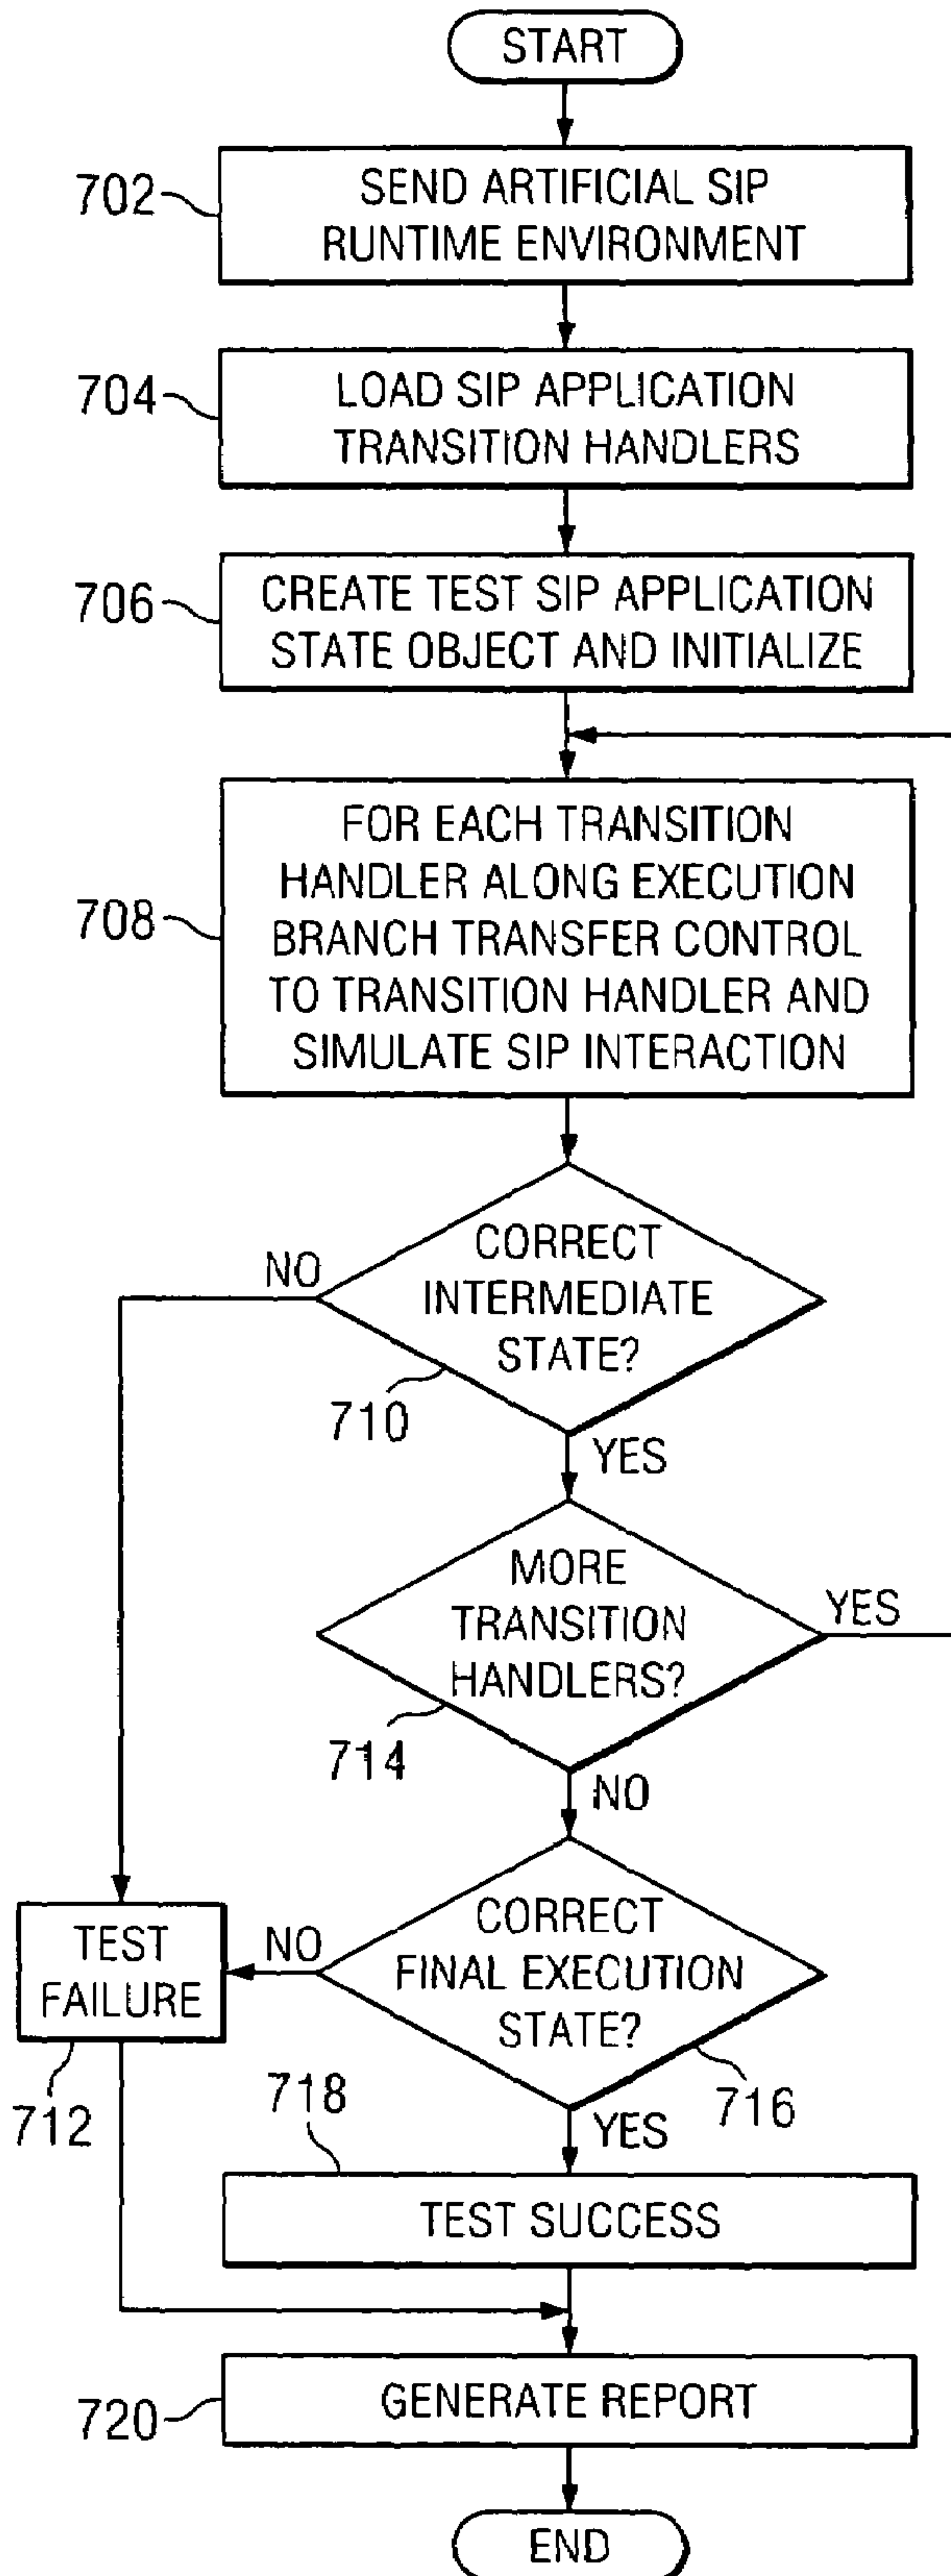 START
702
SEND ARTIFICIAL SIP
RUNTIME ENVIRONMENT
704
LOAD SIP APPLICATION
TRANSITION HANDLERS
706
CREATE TEST SIP APPLICATION
STATE OBJECT AND INITIALIZE
708
FOR EACH TRANSITION
HANDLER ALONG EXECUTION
BRANCH TRANSFER CONTROL
TO TRANSITION HANDLER AND
SIMULATE SIP INTERACTION
NO
CORRECT
INTERMEDIATE
STATE?
710
YES
MORE
TRANSITION
HANDLERS?
YES
714
NO
TEST
FAILURE
NO
CORRECT
FINAL EXECUTION
STATE?
712
718
716
YES
TEST SUCCESS
720
GENERATE REPORT
END